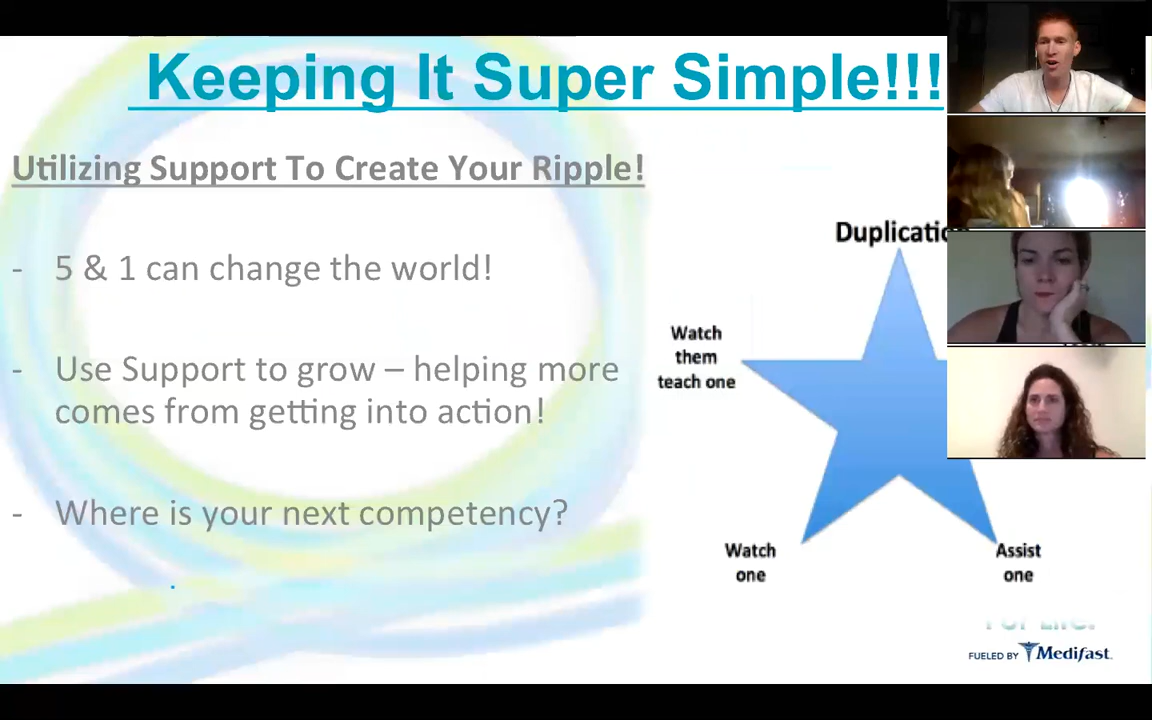 Keeping It Super Simple!!!
Utilizing Support To Create Your Ripple!
- 5 & 1 can change the world!
- Use Support to grow – helping more
comes from getting into action!
- Where is your next competency?
Watch
them
teach one
Watch
one
Assist
one
FUELED BY Medifast.